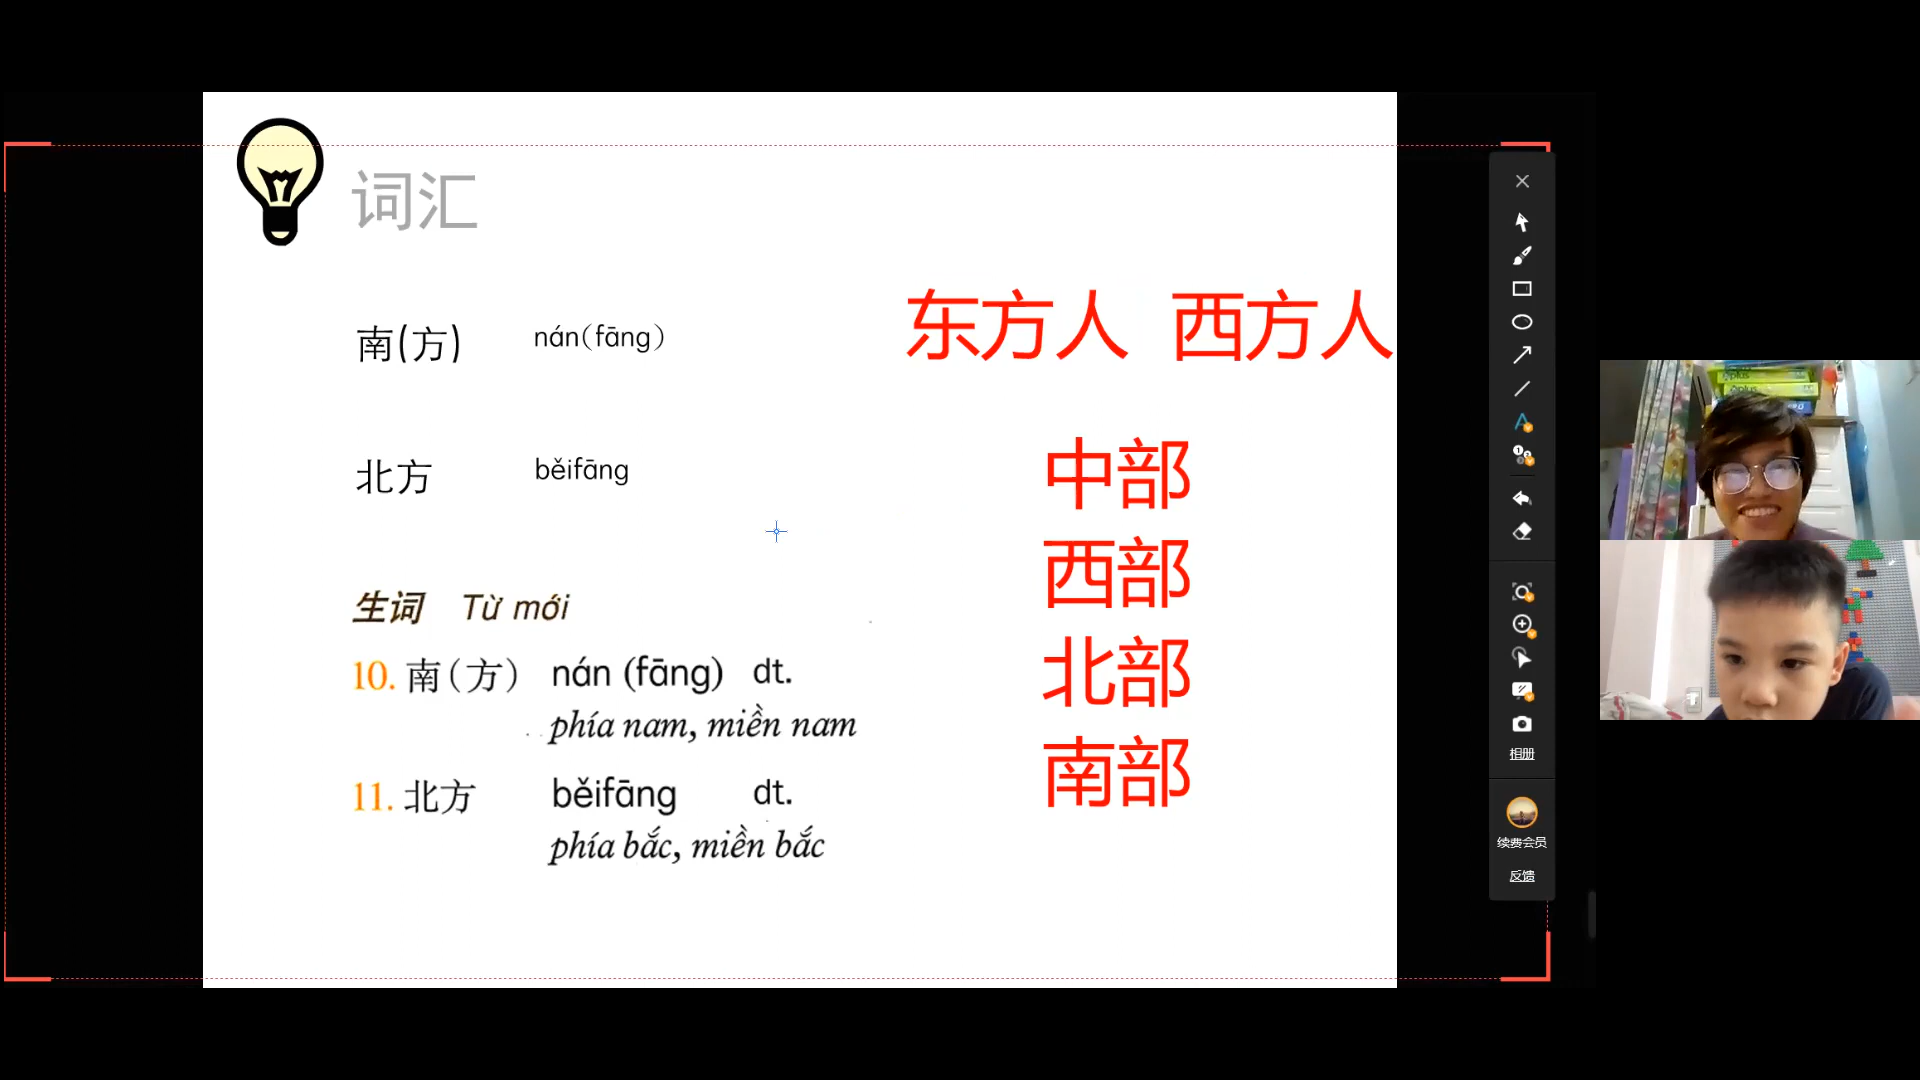 词汇
南(方) nán(fāng)
东方人 西方人
北方 běifāng
中部
西部
北部
南部
生词 Từ mới
10. 南(方) nán (fāng) dt.
phía nam, miền nam
11. 北方 běifāng dt.
phía bắc, miền bắc
相册
续费会员
反馈
plus
plus